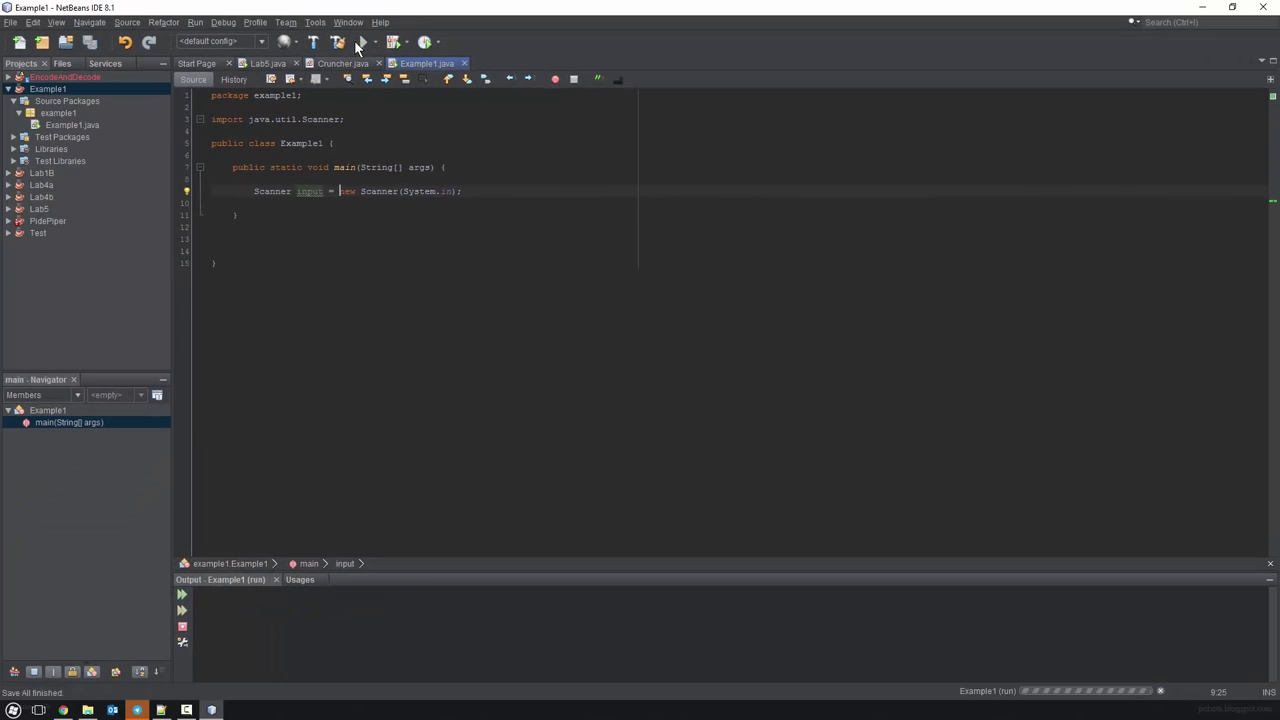 Example1 - NetBeans IDE 8.1
File Edit View Navigate Source Refactor Run Debug Profile Team Tools Window Help
Search (Ctrl+I)
<default config>
Projects Files Services
Start Page Lab5.java Cruncher.java Example1.java
Source History
EncodeAndDecode
Example1
Source Packages
example1
Example1.java
Test Packages
Libraries
Test Libraries
Lab1B
Lab4a
Lab4b
Lab5
PidePiper
Test
1 package example1;
2
3 import java.util.Scanner;
4
5 public class Example1 {
6
7 public static void main(String[] args) {
8
Scanner input = new Scanner(System.in);
10
11 }
12
13
14
15 }
main - Navigator
Members <empty>
Example1
main(String[] args)
example1.Example1 main input
Output - Example1 (run) Usages
Save All finished.
Example1 (run)
9:25 INS